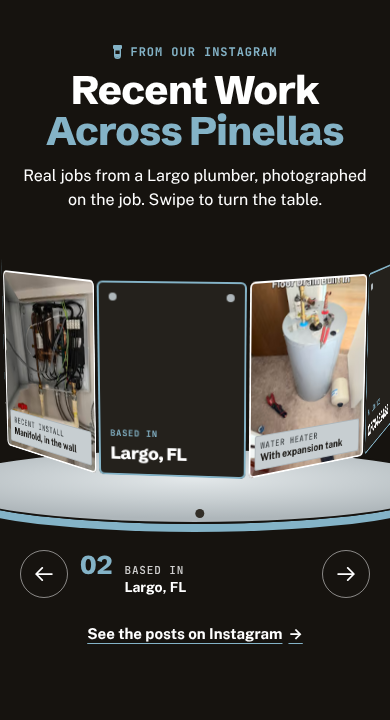 FROM OUR INSTAGRAM
Recent Work
Across Pinellas
Real jobs from a Largo plumber, photographed
on the job. Swipe to turn the table.
RECENT INSTALL
Manifold, in the wall
BASED IN
Largo, FL
WATER HEATER
With expansion tank
02
BASED IN
Largo, FL
See the posts on Instagram →